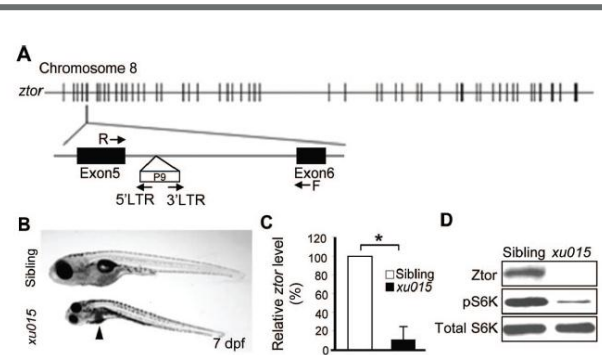 A
Chromosome 8
ztor
R
Exon5
P9
Exon6
F
5'LTR 3'LTR
B
Sibling
xu015
7 dpf
C
Relative ztor level
(%)
120
100
80
60
40
20
0
*
Sibling
xu015
D
Sibling xu015
Ztor
pS6K
Total S6K